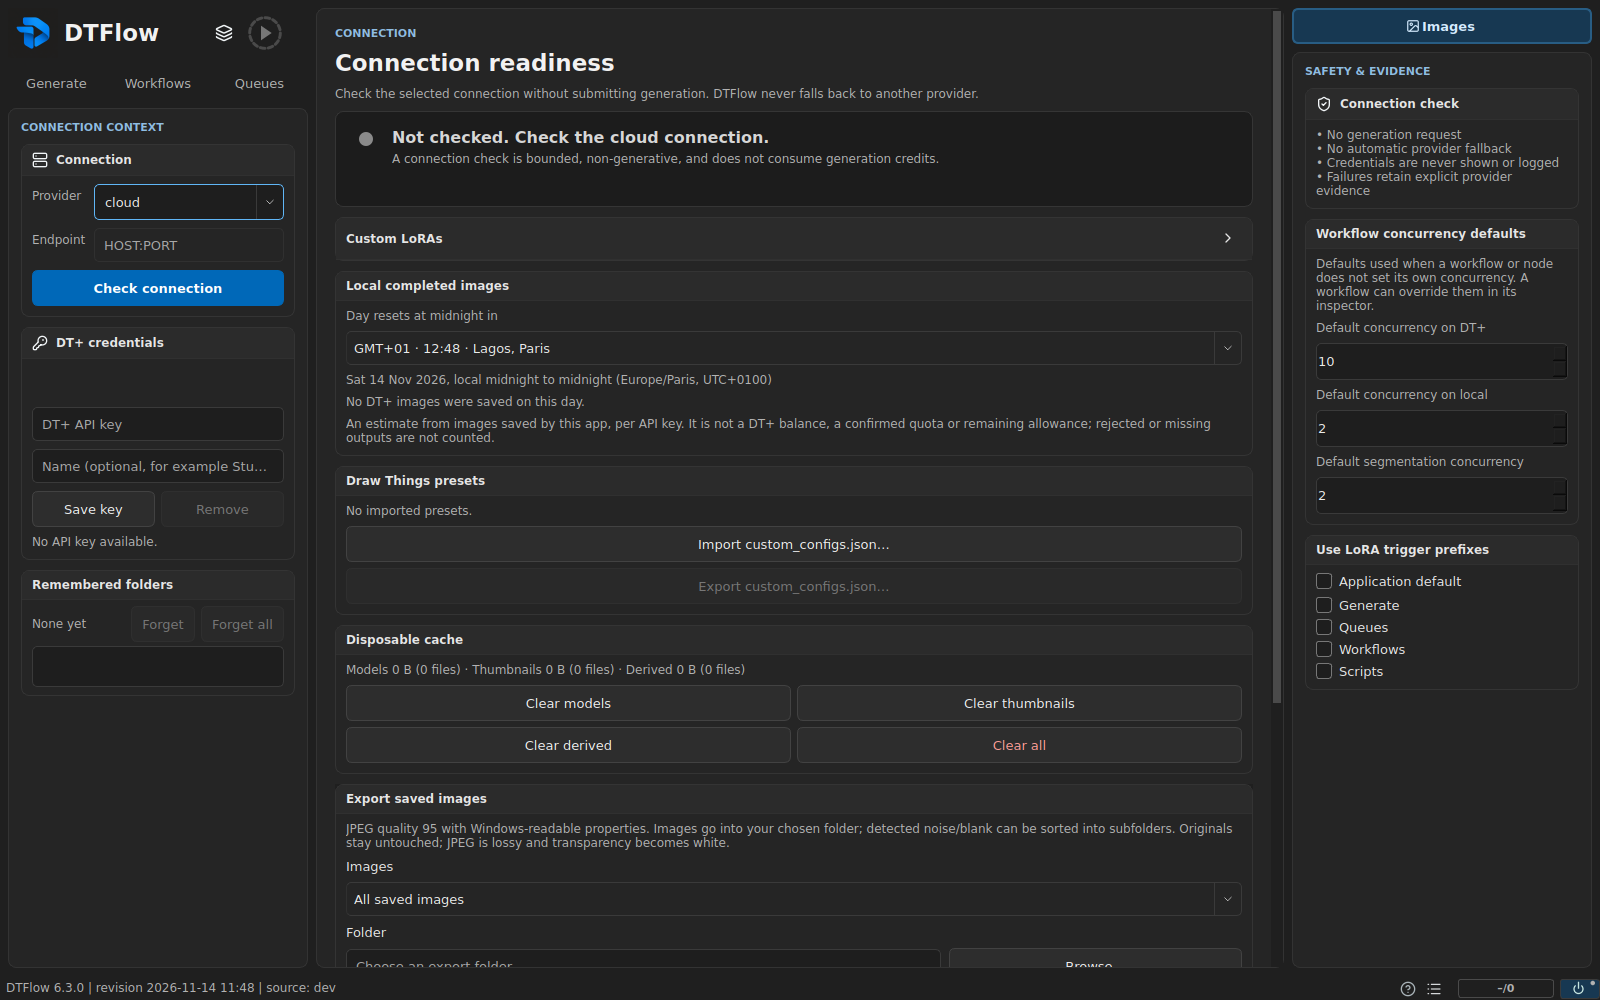 DTFlow
Generate
Workflows
Queues
CONNECTION CONTEXT
Connection
Provider
cloud
Endpoint
HOST:PORT
Check connection
DT+ credentials
DT+ API key
Name (optional, for example Stu...
Save key
Remove
No API key available.
Remembered folders
None yet
Forget
Forget all
CONNECTION
Connection readiness
Check the selected connection without submitting generation. DTFlow never falls back to another provider.
Not checked. Check the cloud connection.
A connection check is bounded, non-generative, and does not consume generation credits.
Custom LoRAs
Local completed images
Day resets at midnight in
GMT+01 · 12:48 · Lagos, Paris
Sat 14 Nov 2026, local midnight to midnight (Europe/Paris, UTC+0100)
No DT+ images were saved on this day.
An estimate from images saved by this app, per API key. It is not a DT+ balance, a confirmed quota or remaining allowance; rejected or missing
outputs are not counted.
Draw Things presets
No imported presets.
Import custom_configs.json...
Export custom_configs.json...
Disposable cache
Models 0 B (0 files) · Thumbnails 0 B (0 files) · Derived 0 B (0 files)
Clear models
Clear thumbnails
Clear derived
Clear all
Export saved images
JPEG quality 95 with Windows-readable properties. Images go into your chosen folder; detected noise/blank can be sorted into subfolders. Originals
stay untouched; JPEG is lossy and transparency becomes white.
Images
All saved images
Folder
Choose an export folder
Browse
Images
SAFETY & EVIDENCE
Connection check
• No generation request
• No automatic provider fallback
• Credentials are never shown or logged
• Failures retain explicit provider
evidence
Workflow concurrency defaults
Defaults used when a workflow or node
does not set its own concurrency. A
workflow can override them in its
inspector.
Default concurrency on DT+
10
Default concurrency on local
2
Default segmentation concurrency
2
Use LoRA trigger prefixes
Application default
Generate
Queues
Workflows
Scripts
DTFlow 6.3.0 | revision 2026-11-14 11:48 | source: dev
–/0